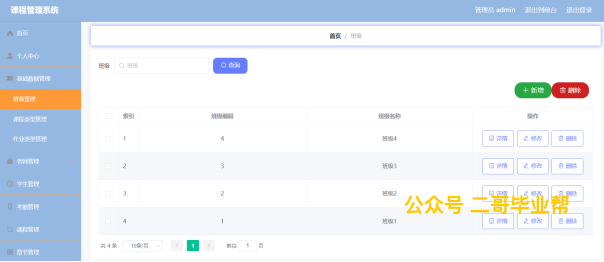 课程管理系统
管理员 admin 退出到前台 退出登录
首页
个人中心
基础数据管理
班级管理
课程类型管理
作业类型管理
教师管理
学生管理
考勤管理
课程管理
章节管理
首页 / 班级
班级 班级 查询
新增 删除
索引 班级编码 班级名称 操作
1 4 班级4 详情 修改 删除
2 3 班级3 详情 修改 删除
3 2 班级2 详情 修改 删除
4 1 班级1 详情 修改 删除
公众号 二哥毕业帮
共 4 条 10条/页 1 前往 1 页